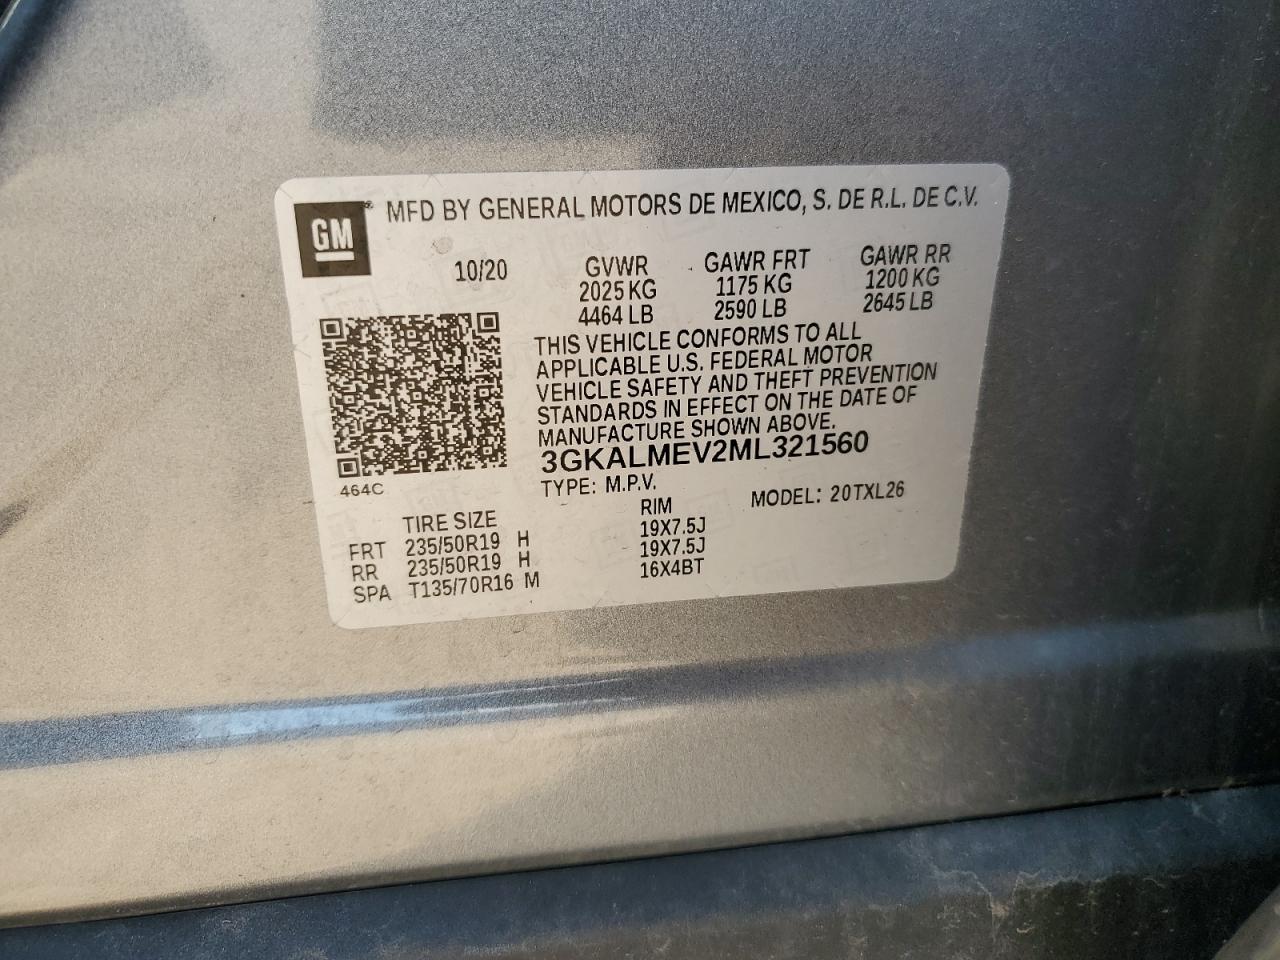 GM
® MFD BY GENERAL MOTORS DE MEXICO, S. DE R.L. DE C.V.
10/20 GVWR GAWR FRT GAWR RR
2025 KG 1175 KG 1200 KG
4464 LB 2590 LB 2645 LB
THIS VEHICLE CONFORMS TO ALL
APPLICABLE U.S. FEDERAL MOTOR
VEHICLE SAFETY AND THEFT PREVENTION
STANDARDS IN EFFECT ON THE DATE OF
MANUFACTURE SHOWN ABOVE.
3GKALMEV2ML321560
464C
TYPE: M.P.V. MODEL: 20TXL26
TIRE SIZE RIM
FRT 235/50R19 H 19X7.5J
RR 235/50R19 H 19X7.5J
SPA T135/70R16 M 16X4BT